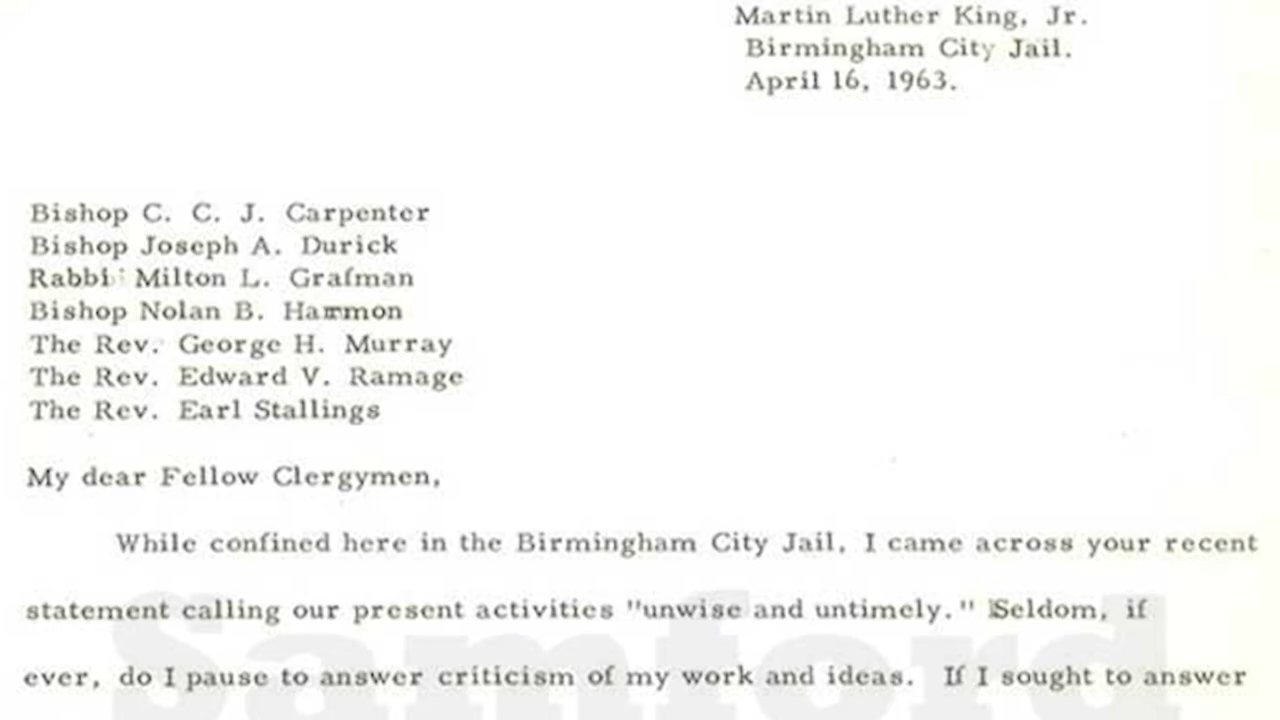 Martin Luther King, Jr.
Birmingham City Jail.
April 16, 1963.
Bishop C. C. J. Carpenter
Bishop Joseph A. Durick
Rabbi Milton L. Grafman
Bishop Nolan B. Harmon
The Rev. George H. Murray
The Rev. Edward V. Ramage
The Rev. Earl Stallings
My dear Fellow Clergymen,
While confined here in the Birmingham City Jail, I came across your recent
statement calling our present activities "unwise and untimely." Seldom, if
ever, do I pause to answer criticism of my work and ideas. If I sought to answer
Samford